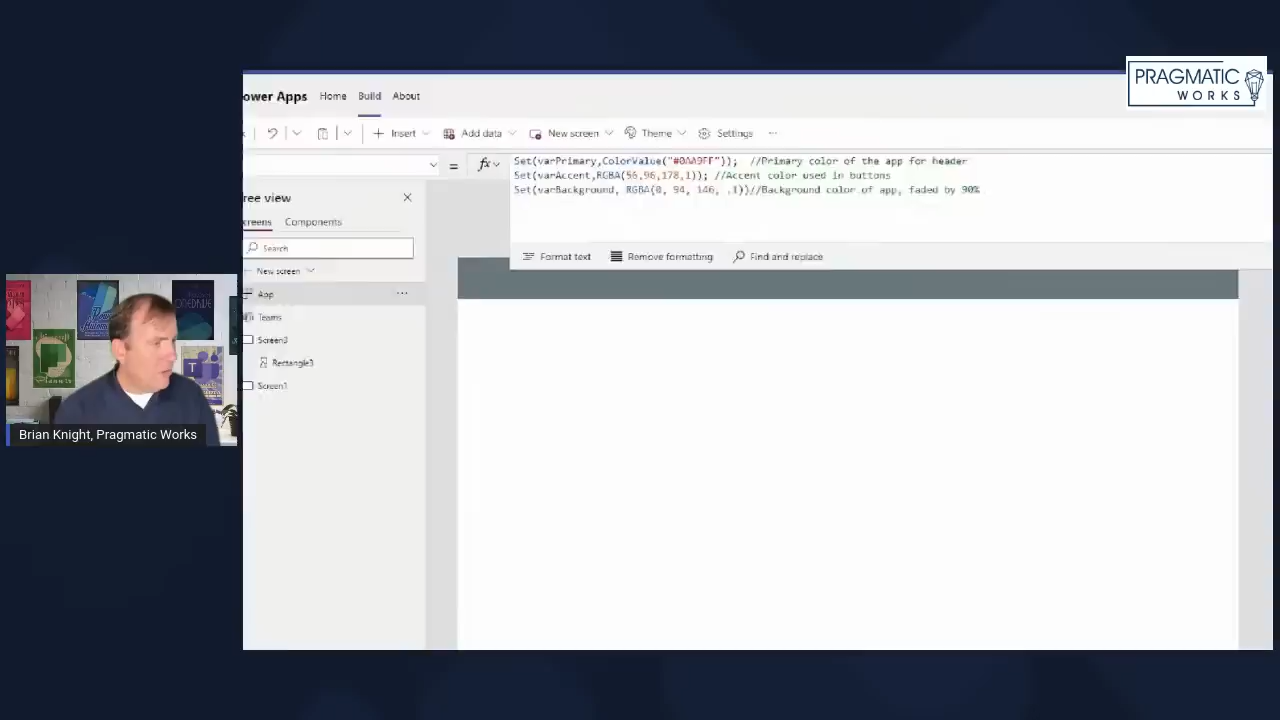 PRAGMATIC
WORKS
ower Apps Home Build About
Insert Add data New screen Theme Settings ...
= fx
Set(varPrimary,ColorValue("#0AA9FF")); //Primary color of the app for header
Set(varAccent,RGBA(56,96,178,1)); //Accent color used in buttons
Set(varBackground, RGBA(0, 94, 146, .1))//Background color of app, faded by 90%
Format text Remove formatting Find and replace
ree view
creens Components
Search
New screen
App ...
Teams
Screen3
Rectangle3
Screen1
Brian Knight, Pragmatic Works